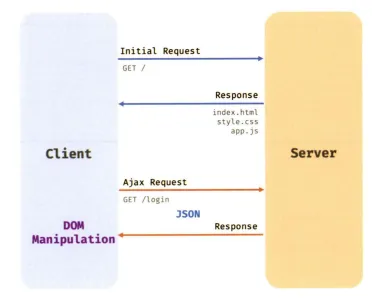 Initial Request
GET /
Response
index.html
style.css
app.js
Client
Server
Ajax Request
GET /login
JSON
DOM
Manipulation
Response